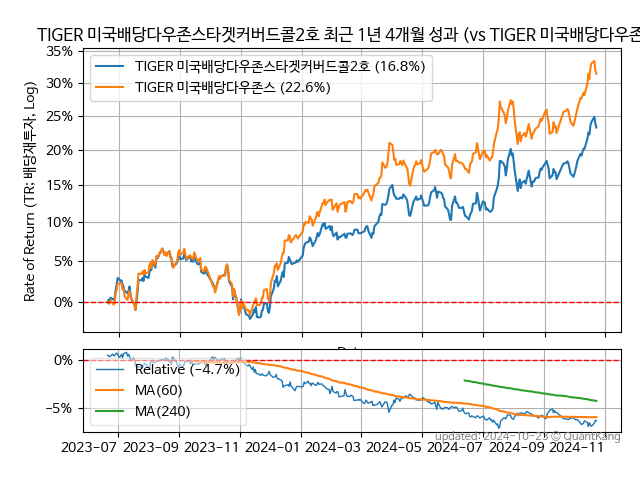 TIGER 미국배당다우존스타겟커버드콜2호 최근 1년 4개월 성과 (vs TIGER 미국배당다우존
35%
30%
25%
20%
15%
10%
5%
0%
Rate of Return (TR: 배당재투자, Log)
TIGER 미국배당다우존스타겟커버드콜2호 (16.8%)
TIGER 미국배당다우존스 (22.6%)
0%
−5%
Relative (−4.7%)
MA(60)
MA(240)
2023-07 2023-09 2023-11 2024-01 2024-03 2024-05 2024-07 2024-09 2024-11
updated: 2024-10-23 © QuantKang